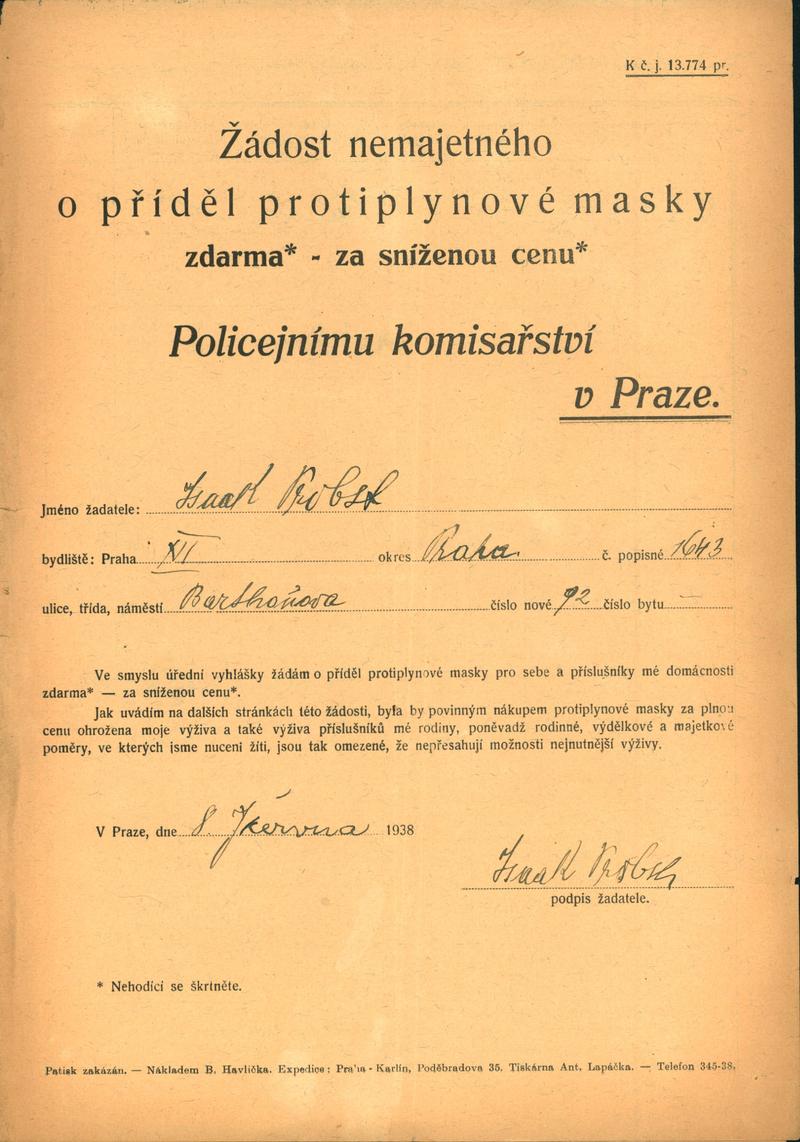 K č. j. 13.774 pr.
Žádost nemajetného
o příděl protiplynové masky
zdarma* - za sníženou cenu*
Policejnímu komisařství
v Praze.
Jméno žadatele: Isaak Probst
bydliště: Praha XII okres Praha č. popisné 1643
ulice, třída, náměstí Barthoňova číslo nové 92 číslo bytu —
Ve smyslu úřední vyhlášky žádám o příděl protiplynové masky pro sebe a příslušníky mé domácnosti
zdarma* — za sníženou cenu*.
Jak uvádím na dalších stránkách této žádosti, byla by povinným nákupem protiplynové masky za plnou
cenu ohrožena moje výživa a také výživa příslušníků mé rodiny, poněvadž rodinné, výdělkové a majetkové
poměry, ve kterých jsme nuceni žíti, jsou tak omezené, že nepřesahují možnosti nejnutnější výživy.
V Praze, dne 8. června 1938
Isaak Probst
podpis žadatele.
* Nehodící se škrtněte.
Patisk zakázán. — Nákladem B. Havlíčka. Expedice: Praha - Karlín, Poděbradova 35. Tiskárna Ant. Lapáčka. — Telefon 345-38.